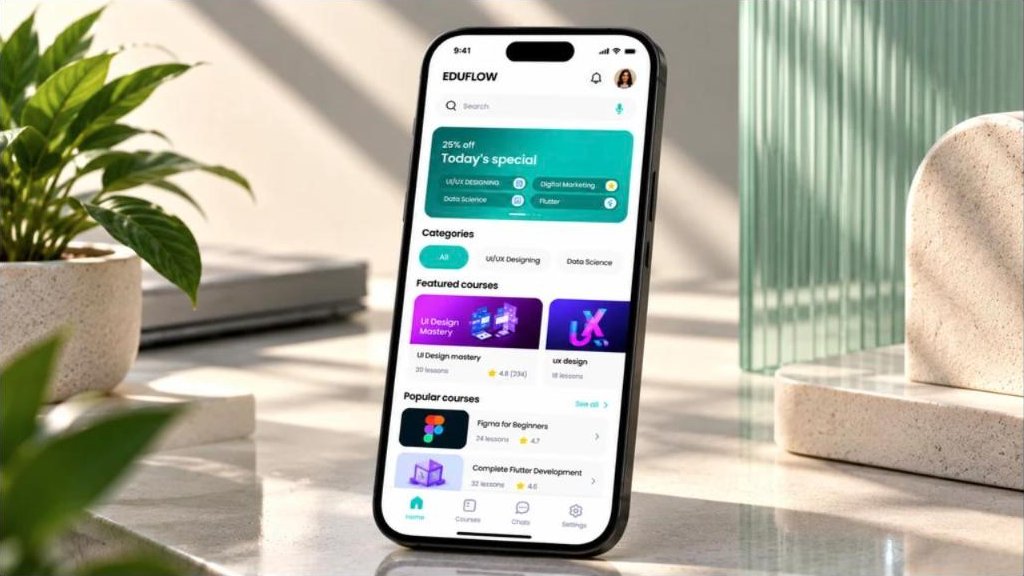 9:41
EDUFLOW
Search
25% off
Today's special
UI/UX DESIGNING
Digital Marketing
Data Science
Flutter
Categories
All
UI/UX Designing
Data Science
Featured courses
UI Design
Mastery
UX
UI Design mastery
ux design
20 lessons
4.8 (234)
18 lessons
Popular courses
See all
Figma for Beginners
24 lessons
4.7
Complete Flutter Development
32 lessons
4.6
Home
Courses
Chats
Settings